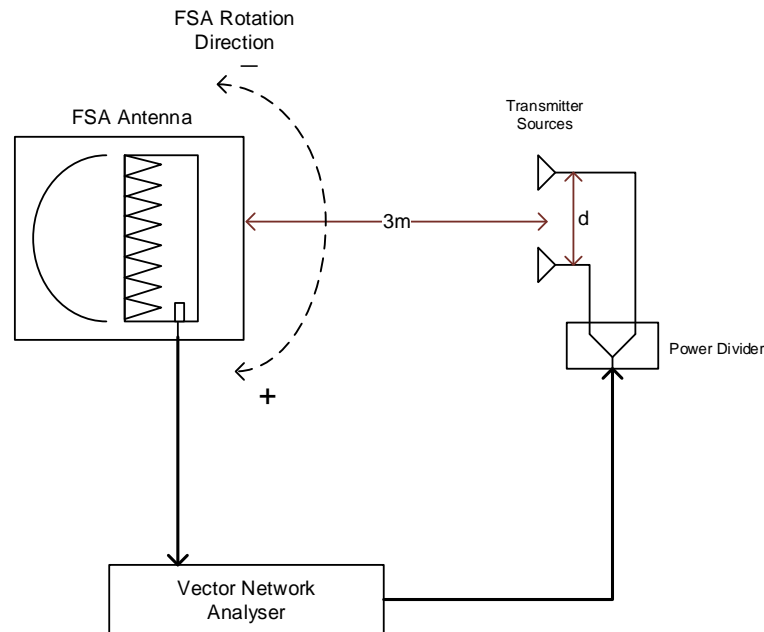 FSA Rotation
Direction
−
FSA Antenna
Transmitter
Sources
3m
d
Power Divider
+
Vector Network
Analyser